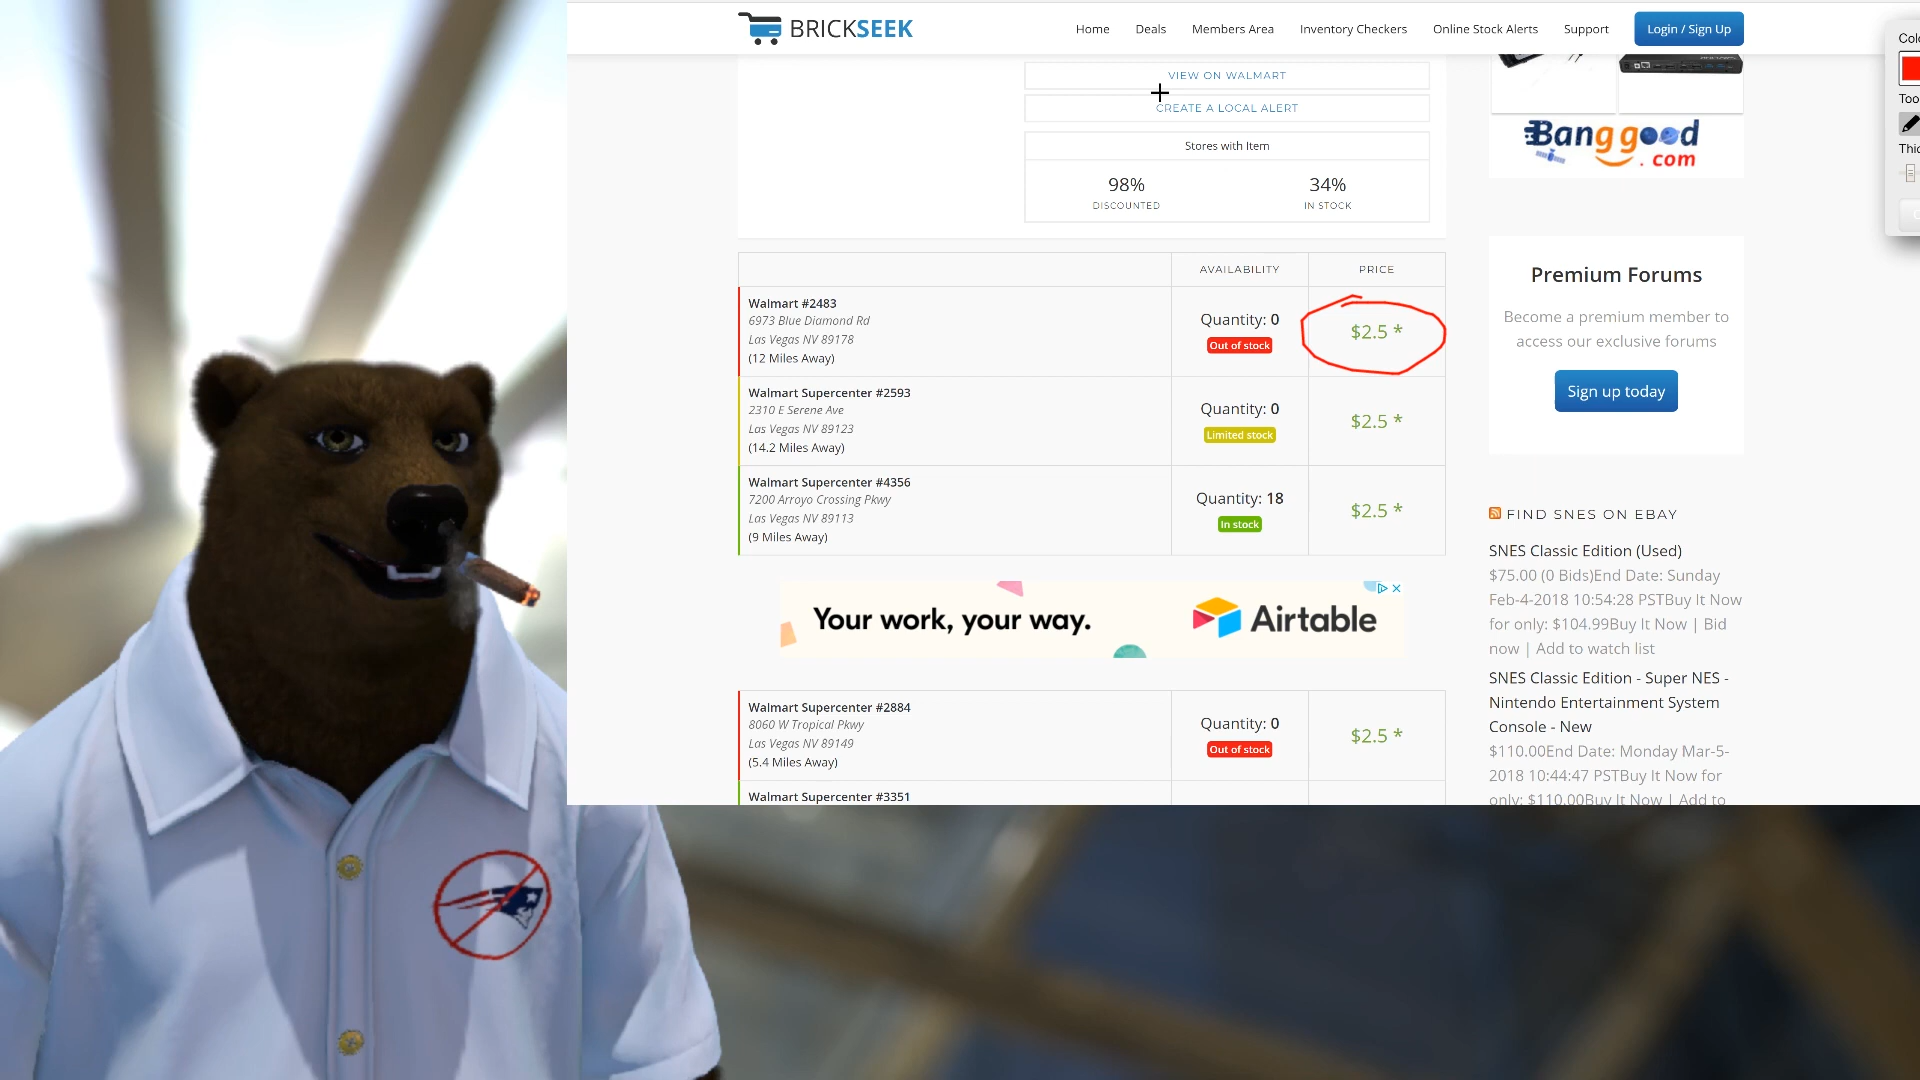 BRICKSEEK
Home
Deals
Members Area
Inventory Checkers
Online Stock Alerts
Support
Login / Sign Up
VIEW ON WALMART
CREATE A LOCAL ALERT
Stores with Item
98%
34%
DISCOUNTED
IN STOCK
AVAILABILITY
PRICE
Walmart #2483
6973 Blue Diamond Rd
Las Vegas NV 89178
(12 Miles Away)
Quantity: 0
Out of stock
$2.5 *
Walmart Supercenter #2593
2310 E Serene Ave
Las Vegas NV 89123
(14.2 Miles Away)
Quantity: 0
Limited stock
$2.5 *
Walmart Supercenter #4356
7200 Arroyo Crossing Pkwy
Las Vegas NV 89113
(9 Miles Away)
Quantity: 18
In stock
$2.5 *
Your work, your way.
Airtable
Walmart Supercenter #2884
8060 W Tropical Pkwy
Las Vegas NV 89149
(5.4 Miles Away)
Quantity: 0
Out of stock
$2.5 *
Walmart Supercenter #3351
Banggood
.com
Premium Forums
Become a premium member to
access our exclusive forums
Sign up today
FIND SNES ON EBAY
SNES Classic Edition (Used)
$75.00 (0 Bids)End Date: Sunday
Feb-4-2018 10:54:28 PSTBuy It Now
for only: $104.99Buy It Now | Bid
now | Add to watch list
SNES Classic Edition - Super NES -
Nintendo Entertainment System
Console - New
$110.00End Date: Monday Mar-5-
2018 10:44:47 PSTBuy It Now for
only: $110.00Buy It Now | Add to